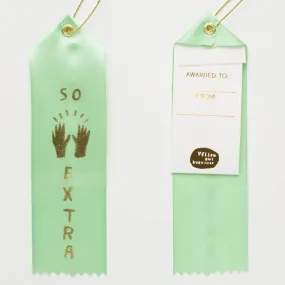 SO
EXTRA
AWARDED TO:
FROM:
YELLOW
OWL
WORKSHOP